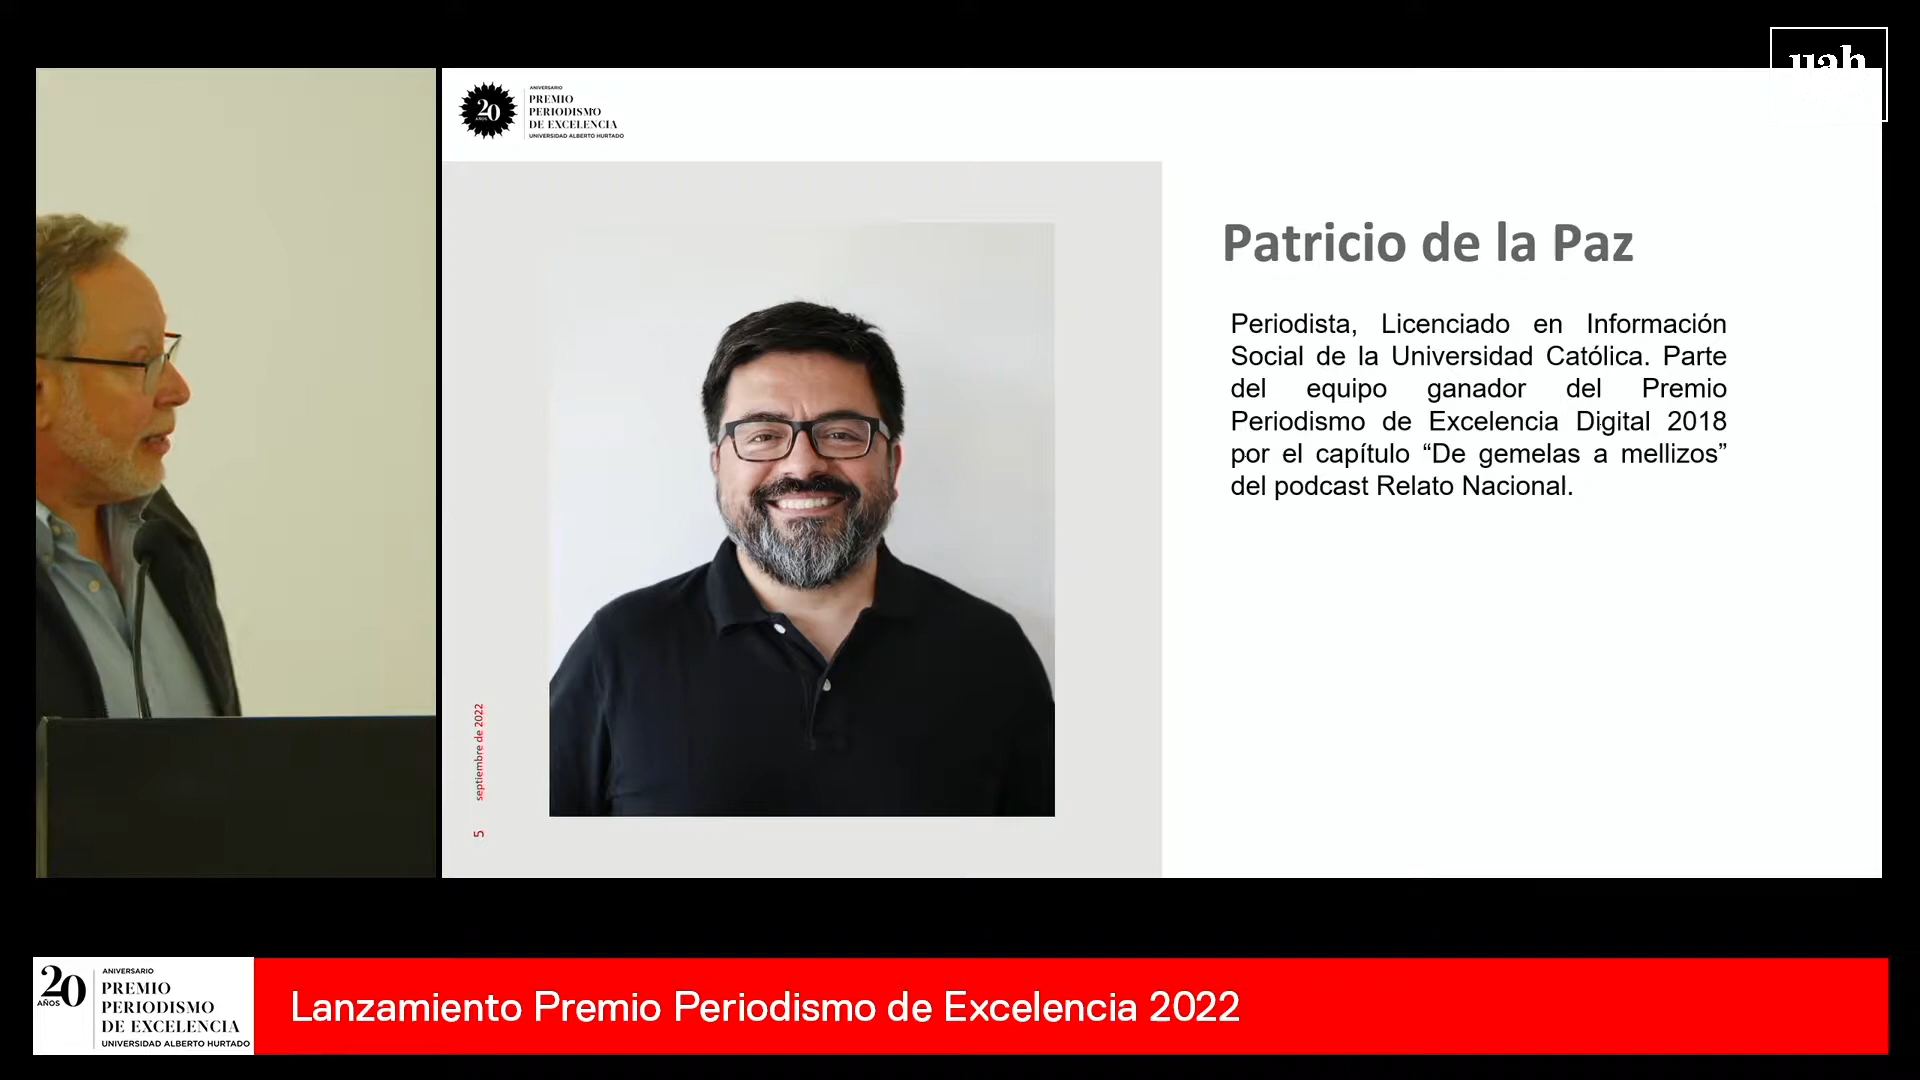 uah
20
AÑOS
ANIVERSARIO
PREMIO
PERIODISMO
DE EXCELENCIA
UNIVERSIDAD ALBERTO HURTADO
Patricio de la Paz
Periodista, Licenciado en Información
Social de la Universidad Católica. Parte
del equipo ganador del Premio
Periodismo de Excelencia Digital 2018
por el capítulo “De gemelas a mellizos”
del podcast Relato Nacional.
septiembre de 2022
5
20
AÑOS
ANIVERSARIO
PREMIO
PERIODISMO
DE EXCELENCIA
UNIVERSIDAD ALBERTO HURTADO
Lanzamiento Premio Periodismo de Excelencia 2022